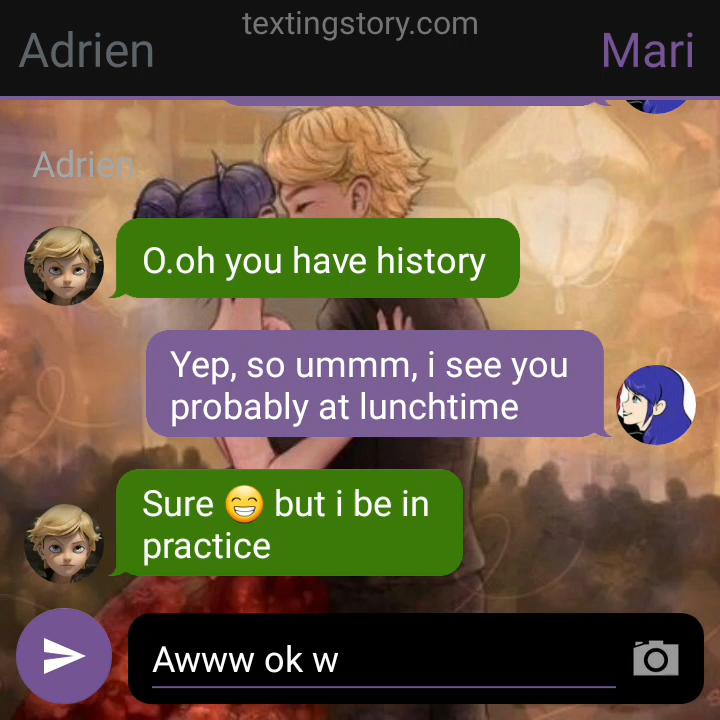 textingstory.com
Adrien
Mari
Adrien
O.oh you have history
Yep, so ummm, i see you
probably at lunchtime
Sure 😁 but i be in
practice
Awww ok w